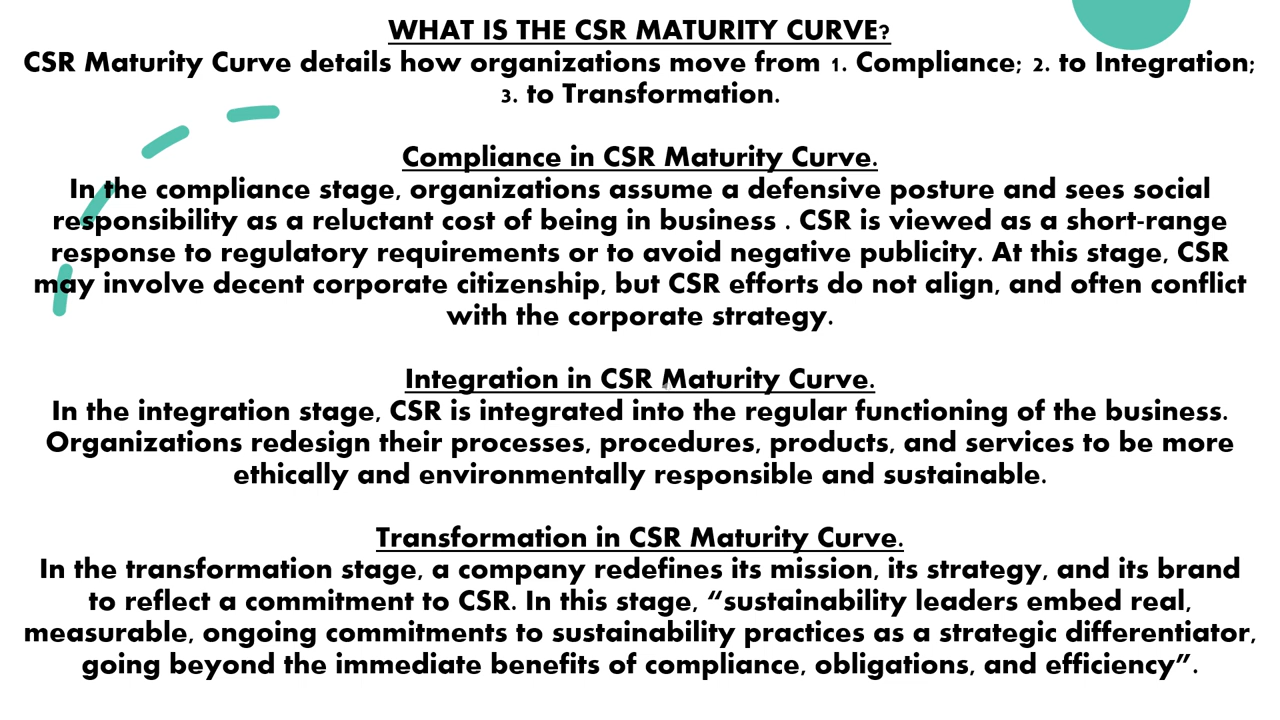 WHAT IS THE CSR MATURITY CURVE?
CSR Maturity Curve details how organizations move from 1. Compliance; 2. to Integration;
3. to Transformation.
Compliance in CSR Maturity Curve.
In the compliance stage, organizations assume a defensive posture and sees social
responsibility as a reluctant cost of being in business . CSR is viewed as a short-range
response to regulatory requirements or to avoid negative publicity. At this stage, CSR
may involve decent corporate citizenship, but CSR efforts do not align, and often conflict
with the corporate strategy.
Integration in CSR Maturity Curve.
In the integration stage, CSR is integrated into the regular functioning of the business.
Organizations redesign their processes, procedures, products, and services to be more
ethically and environmentally responsible and sustainable.
Transformation in CSR Maturity Curve.
In the transformation stage, a company redefines its mission, its strategy, and its brand
to reflect a commitment to CSR. In this stage, “sustainability leaders embed real,
measurable, ongoing commitments to sustainability practices as a strategic differentiator,
going beyond the immediate benefits of compliance, obligations, and efficiency”.